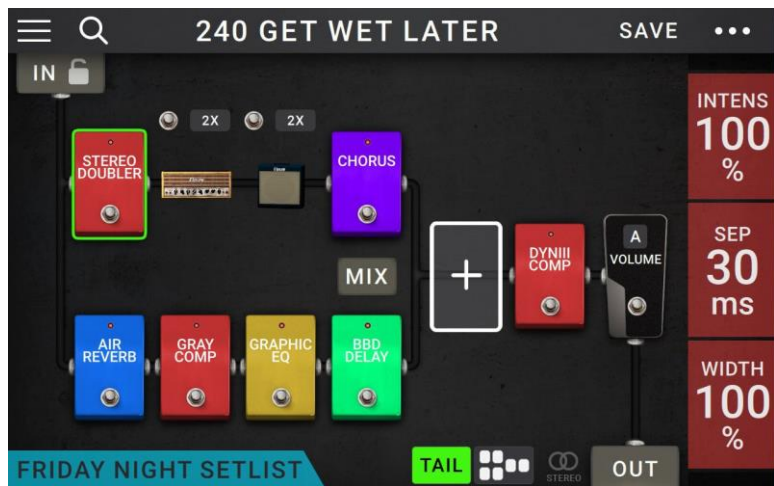 240 GET WET LATER
SAVE
IN
2X
2X
STEREO
DOUBLER
CHORUS
INTENS
100
%
MIX
+
DYNIII
COMP
A
VOLUME
SEP
30
ms
AIR
REVERB
GRAY
COMP
GRAPHIC
EQ
BBD
DELAY
WIDTH
100
%
FRIDAY NIGHT SETLIST
TAIL
STEREO
OUT